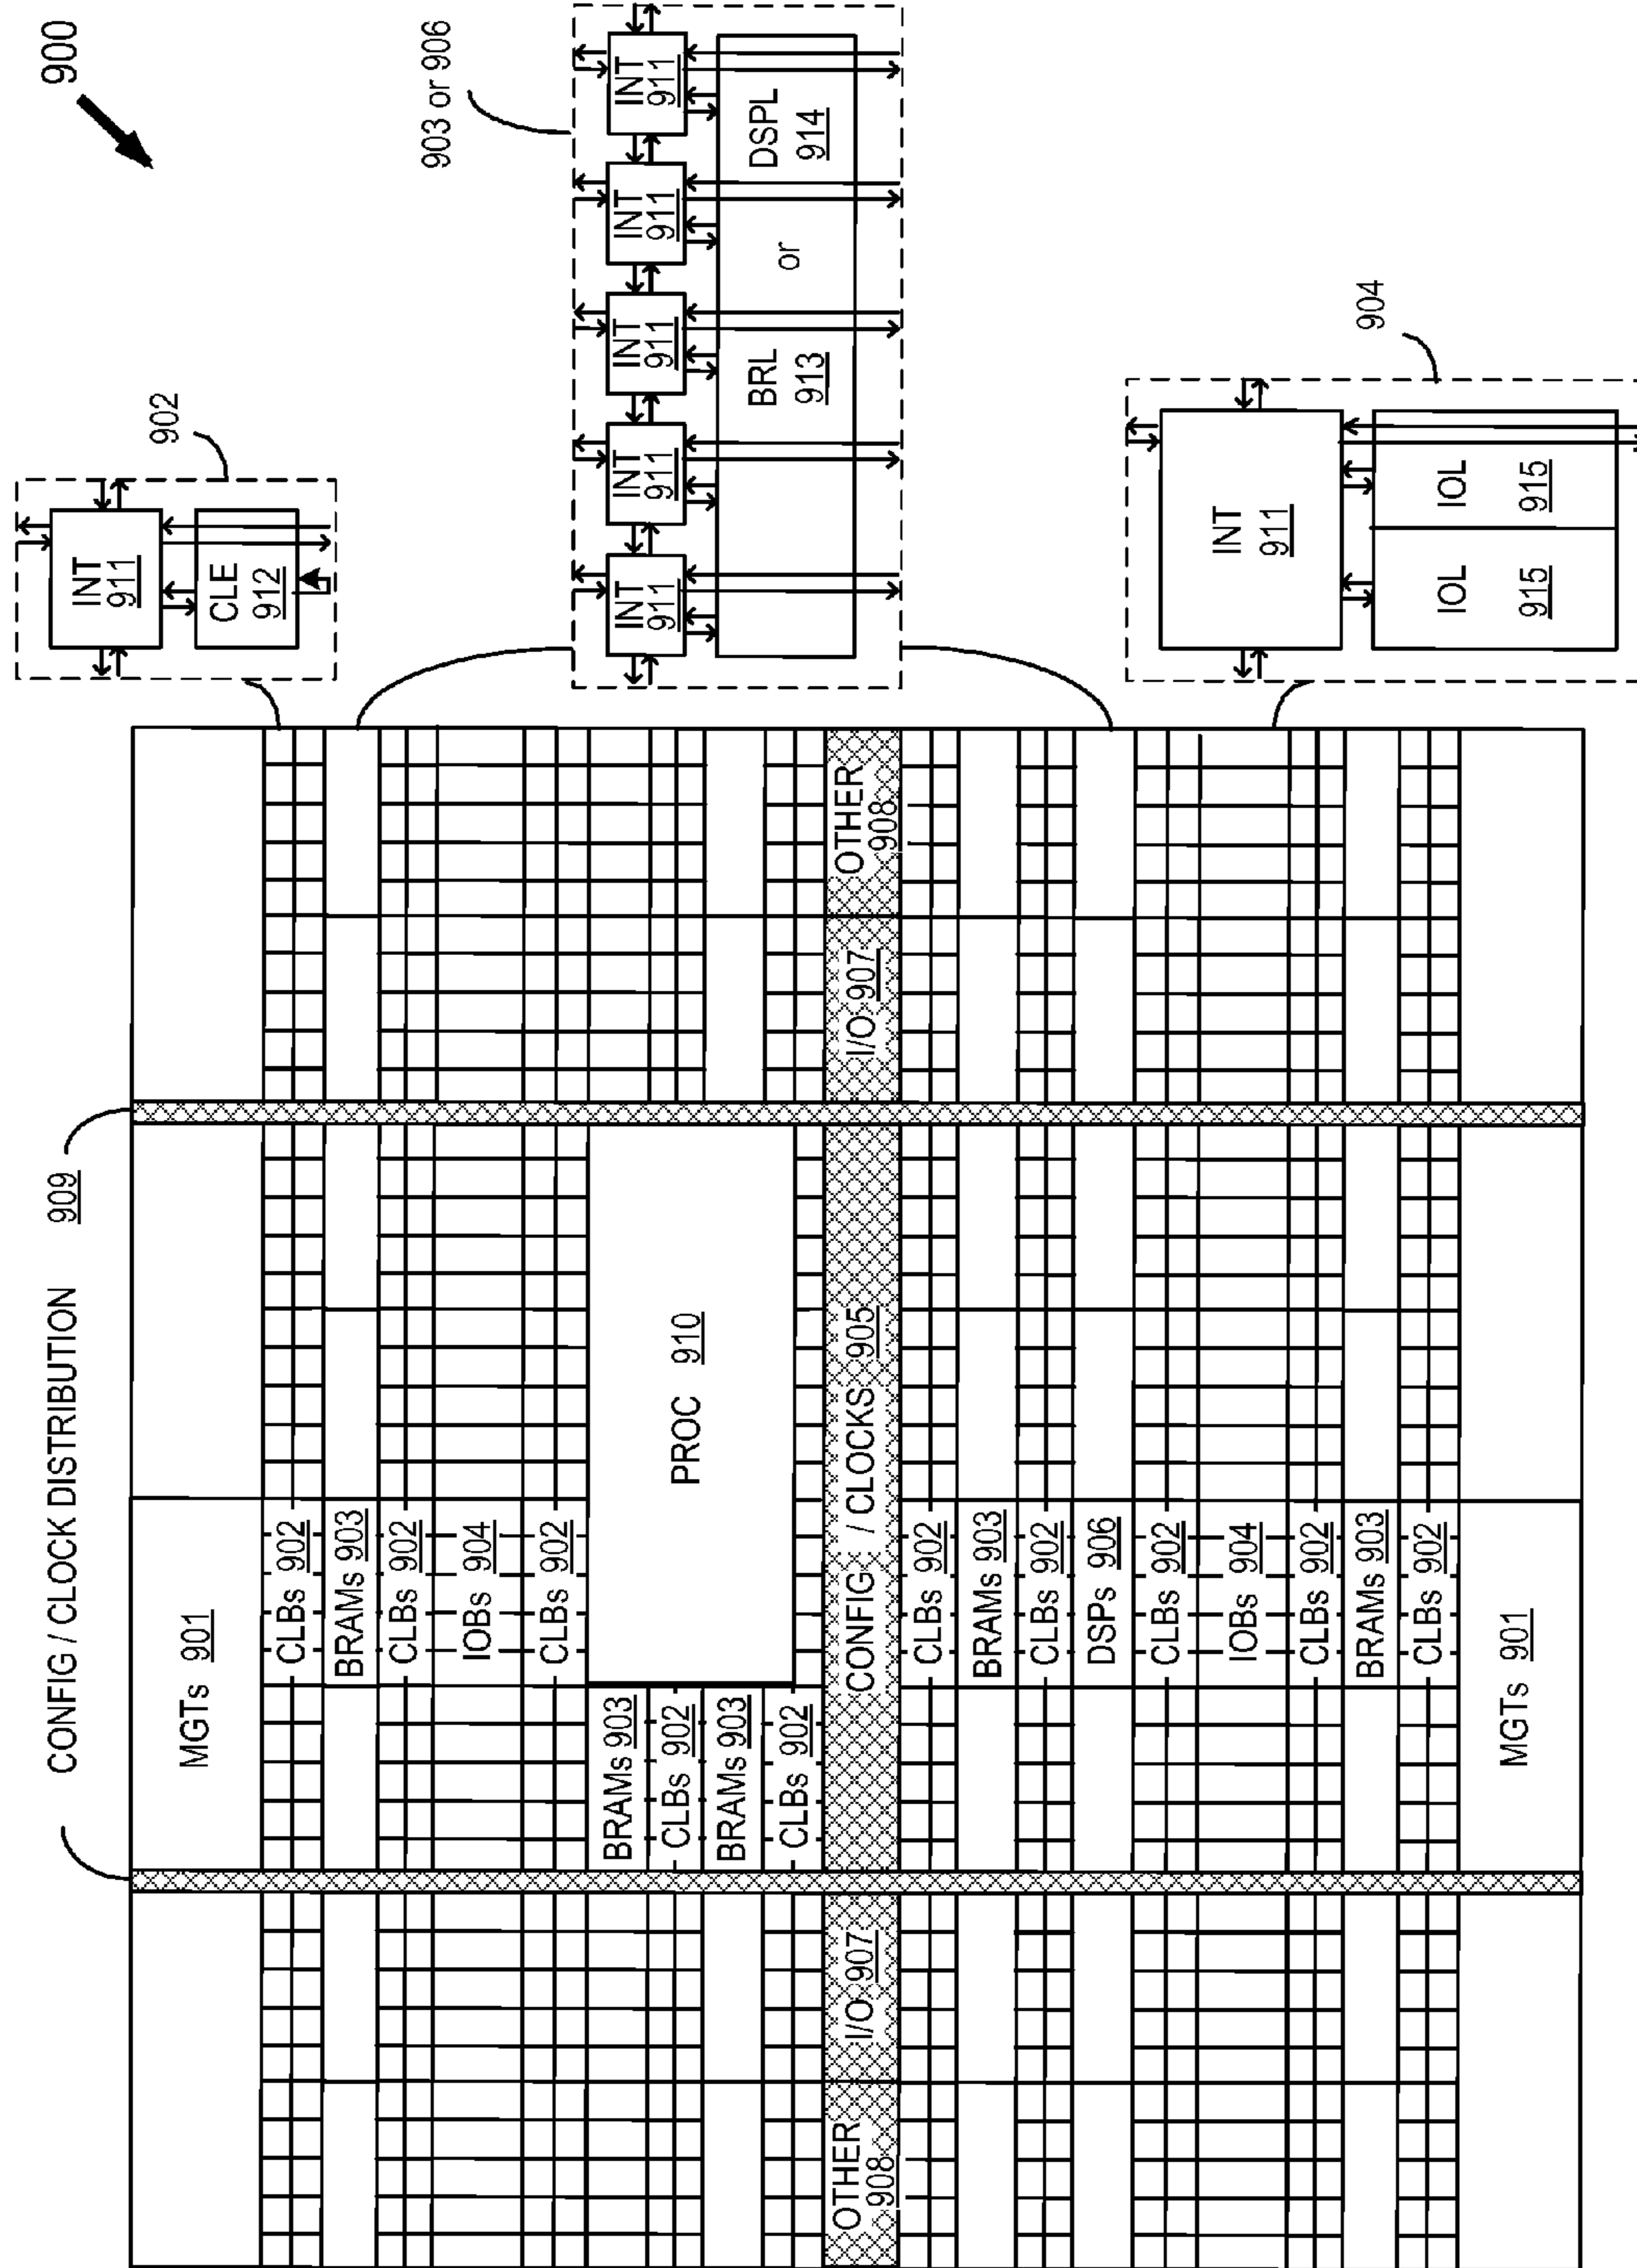 900
CONFIG / CLOCK DISTRIBUTION 909
MGTs 901
CLBs 902
BRAMs 903
CLBs 902
IOBs 904
CLBs 902
BRAMs 903
CLBs 902
BRAMs 903
CLBs 902
PROC 910
OTHER
908
I/O 907
CONFIG / CLOCKS 905
I/O 907
OTHER
908
CLBs 902
BRAMs 903
CLBs 902
DSPs 906
CLBs 902
IOBs 904
CLBs 902
BRAMs 903
CLBs 902
MGTs 901
902
INT
911
CLE
912
903 or 906
INT
911
INT
911
INT
911
INT
911
INT
911
BRL
913
or
DSPL
914
904
INT
911
IOL
915
IOL
915